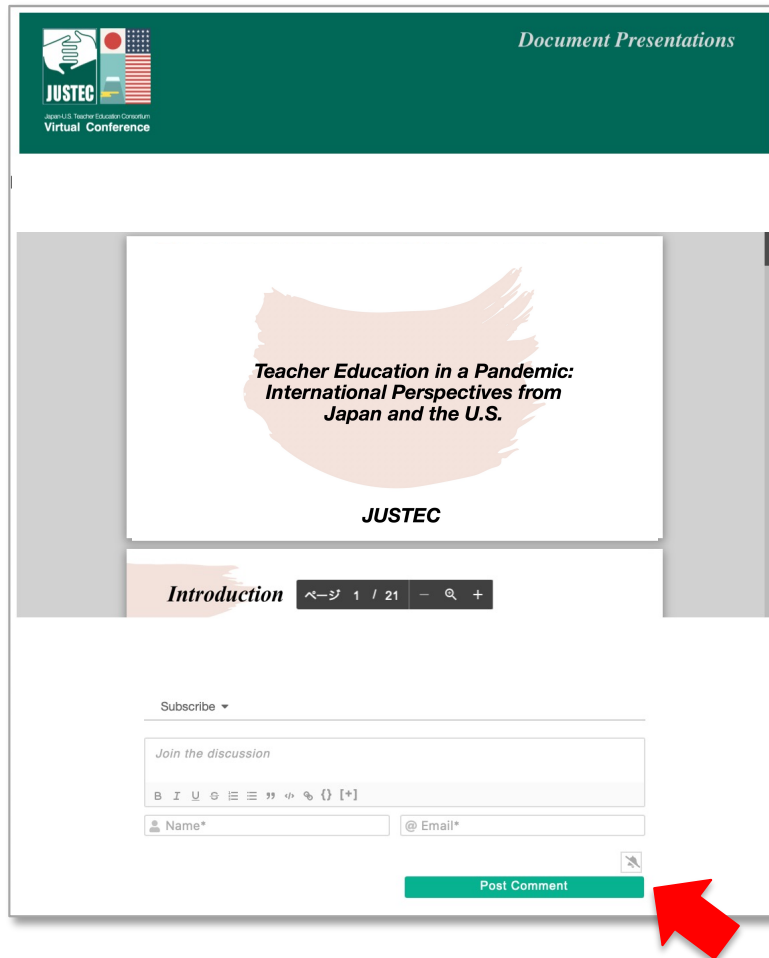 Document Presentations
JUSTEC
Japan-U.S. Teacher Education Consortium
Virtual Conference
Teacher Education in a Pandemic:
International Perspectives from
Japan and the U.S.
JUSTEC
Introduction
ページ 1 / 21
Subscribe
Join the discussion
B I U S {} [+]
Name*
@ Email*
Post Comment